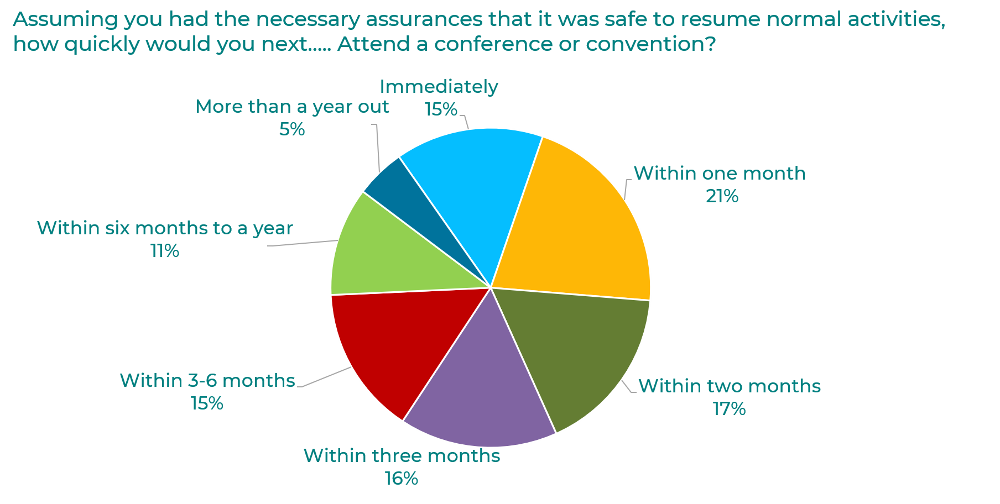 Assuming you had the necessary assurances that it was safe to resume normal activities,
how quickly would you next..... Attend a conference or convention?
Immediately
15%
More than a year out
5%
Within one month
21%
Within six months to a year
11%
Within 3-6 months
15%
Within two months
17%
Within three months
16%